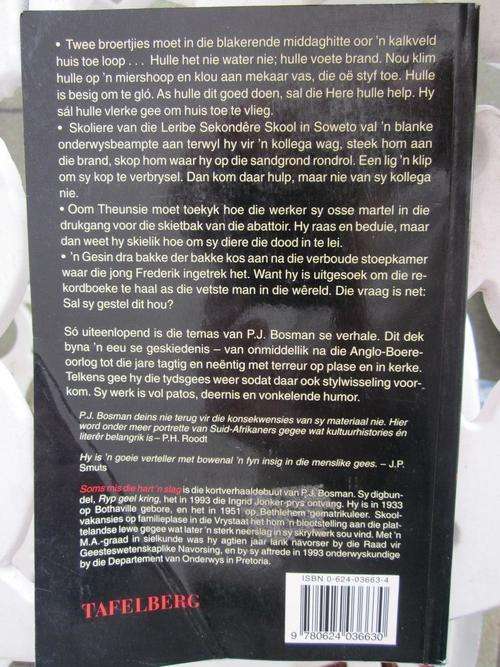 • Twee broertjies moet in die blakerende middaghitte oor 'n kalkveld
huis toe loop . . . Hulle het nie water nie; hulle voete brand. Nou klim
hulle op 'n miershoop en klou aan mekaar vas, die oë styf toe. Hulle
is besig om te gló. As hulle dit goed doen, sal die Here hulle help. Hy
sál hulle vlerke gee om huis toe te vlieg.
• Skoliere van die Leribe Sekondêre Skool in Soweto val 'n blanke
onderwysbeampte aan terwyl hy vir 'n kollega wag, steek hom aan
die brand, skop hom waar hy op die sandgrond rondrol. Een lig 'n klip
om sy kop te verbrysel. Dan kom daar hulp, maar nie van sy kollega
nie.
• Oom Theunsie moet toekyk hoe die werker sy osse martel in die
drukgang voor die skietbak van die abattoir. Hy raas en beduie, maar
dan weet hy skielik hoe om sy diere die dood in te lei.
• 'n Gesin dra bakke der bakke kos aan na die verboude stoepkamer
waar die jong Frederik ingetrek het. Want hy is uitgesoek om die re-
kordboeke te haal as die vetste man in die wêreld. Die vraag is net:
Sal sy gestel dit hou?
Só uiteenlopend is die temas van P.J. Bosman se verhale. Dit dek
byna 'n eeu se geskiedenis – van onmiddellik na die Anglo-Boere-
oorlog tot die jare tagtig en neëntig met terreur op plase en in kerke.
Telkens gee hy die tydsgees weer sodat daar ook stylwisseling voor-
kom. Sy werk is vol patos, deernis en vonkelende humor.
P.J. Bosman deins nie terug vir die konsekwensies van sy materiaal nie. Hier
word onder meer portrette van Suid-Afrikaners gegee wat kultuurhistories én
literêr belangrik is – P.H. Roodt
Hy is 'n goeie verteller met bowenal 'n fyn insig in die menslike gees. – J.P.
Smuts
Soms mis die hart 'n slag is die kortverhaaldebuut van P.J. Bosman. Sy digbun-
del, Ryp geel kring, het in 1993 die Ingrid Jonker-prys ontvang. Hy is in 1933
op Bothaville gebore, en het in 1951 op Bethlehem gematrikuleer. Skool-
vakansies op familieplase in die Vrystaat het hom 'n blootstelling aan die plat-
telandse lewe gegee wat later 'n sterk neerslag in sy skryfwerk sou vind. Met 'n
M.A.-graad in sielkunde was hy agtien jaar lank navorser by die Raad vir
Geesteswetenskaplike Navorsing, en by sy aftrede in 1993 onderwyskundige
by die Departement van Onderwys in Pretoria.
ISBN 0-624-03663-4
TAFELBERG
9 780624 036630